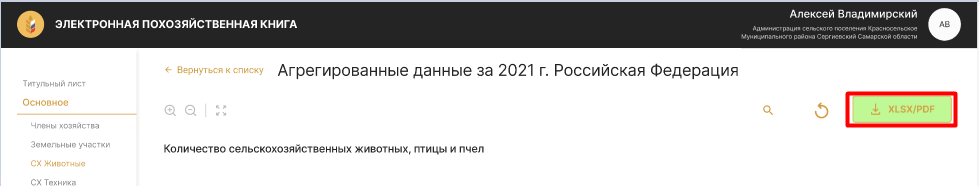 ЭЛЕКТРОННАЯ ПОХОЗЯЙСТВЕННАЯ КНИГА
Алексей Владимирский
Администрация сельского поселения Красносельское
Муниципального района Сергиевский Самарской области
АВ
← Вернуться к списку Агрегированные данные за 2021 г. Российская Федерация
Титульный лист
Основное
Члены хозяйства
Земельные участки
СХ Животные
СХ Техника
XLSX/PDF
Количество сельскохозяйственных животных, птицы и пчел